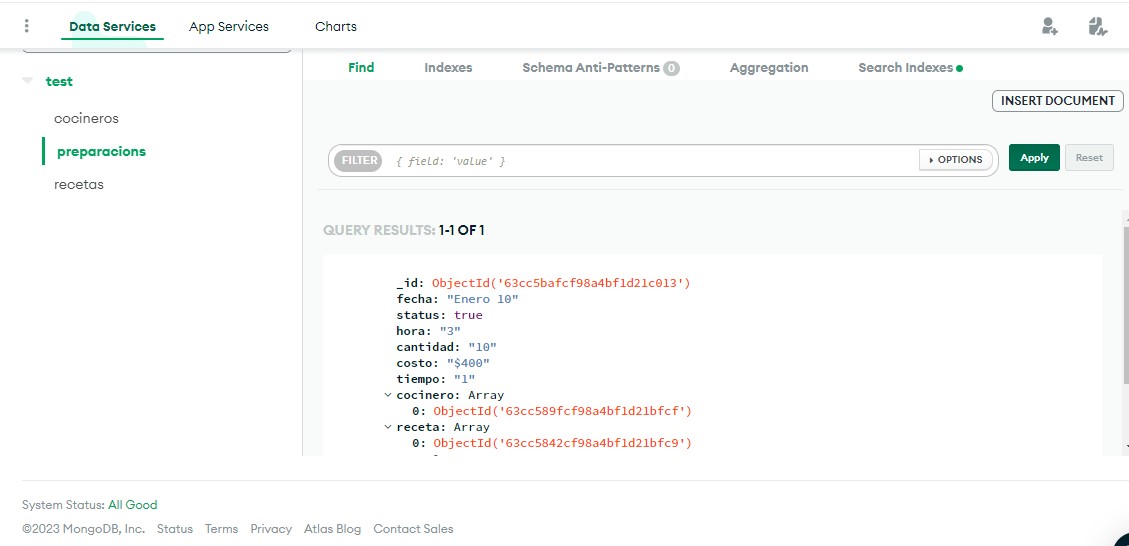 Data Services App Services Charts
test
cocineros
preparacions
recetas
Find Indexes Schema Anti-Patterns 0 Aggregation Search Indexes
INSERT DOCUMENT
FILTER { field: 'value' } OPTIONS Apply Reset
QUERY RESULTS: 1-1 OF 1
_id: ObjectId('63cc5bafcf98a4bf1d21c013')
fecha: "Enero 10"
status: true
hora: "3"
cantidad: "10"
costo: "$400"
tiempo: "1"
cocinero: Array
0: ObjectId('63cc589fcf98a4bf1d21bfcf')
receta: Array
0: ObjectId('63cc5842cf98a4bf1d21bfc9')
System Status: All Good
©2023 MongoDB, Inc. Status Terms Privacy Atlas Blog Contact Sales